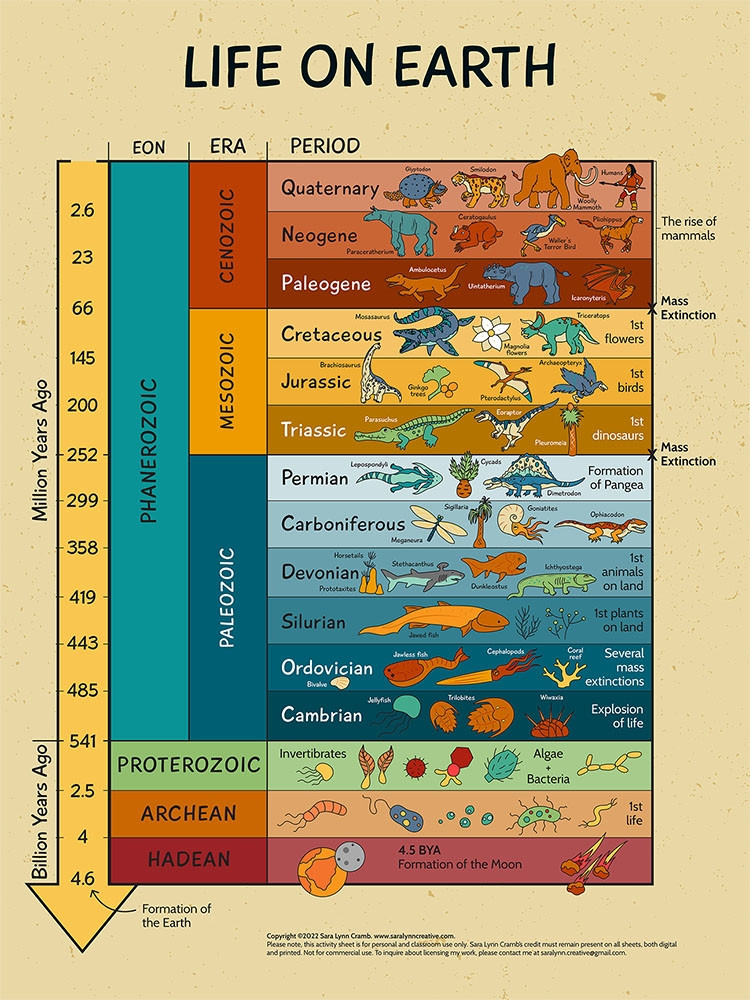 LIFE ON EARTH
EON
ERA
PERIOD
Million Years Ago
Billion Years Ago
2.6
23
66
145
200
252
299
358
419
443
485
541
2.5
4
4.6
PHANEROZOIC
CENOZOIC
MESOZOIC
PALEOZOIC
Quaternary
Glyptodon
Smilodon
Woolly
Mammoth
Humans
Neogene
Paraceratherium
Ceratogaulus
Waller's
Terror Bird
Pliohippus
The rise of
mammals
Paleogene
Ambulocetus
Uintatherium
Icaronyteris
Mass
Extinction
Cretaceous
Mosasaurus
Magnolia
flowers
Triceratops
1st
flowers
Jurassic
Brachiosaurus
Ginkgo
trees
Pterodactylus
Archaeopteryx
1st
birds
Triassic
Parasuchus
Eoraptor
Pleuromeia
1st
dinosaurs
Mass
Extinction
Permian
Lepospondyli
Cycads
Dimetrodon
Formation
of Pangea
Carboniferous
Meganeura
Sigillaria
Goniatites
Ophiacodon
Devonian
Horsetails
Prototaxites
Stethacanthus
Dunkleostus
Ichthyostega
1st
animals
on land
Silurian
Jawed fish
1st plants
on land
Ordovician
Bivalve
Jawless fish
Cephalopods
Coral
reef
Several
mass
extinctions
Cambrian
Jellyfish
Trilobites
Wiwaxia
Explosion
of life
PROTEROZOIC
Invertibrates
Algae
+
Bacteria
ARCHEAN
1st
life
HADEAN
4.5 BYA
Formation of the Moon
Formation of
the Earth
Copyright ©2022 Sara Lynn Cramb. www.saralynncreative.com.
Please note, this activity sheet is for personal and classroom use only. Sara Lynn Cramb's credit must remain present on all sheets, both digital
and printed. Not for commercial use. To inquire about licensing my work, please contact me at saralynn.creative@gmail.com.